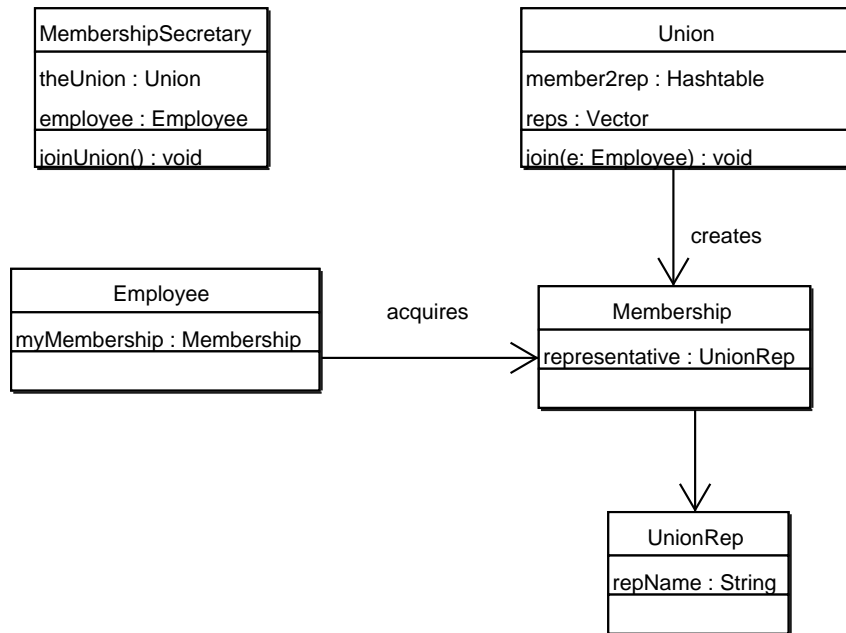 MembershipSecretary
theUnion : Union
employee : Employee
joinUnion() : void
Union
member2rep : Hashtable
reps : Vector
join(e: Employee) : void
creates
Employee
myMembership : Membership
acquires
Membership
representative : UnionRep
UnionRep
repName : String